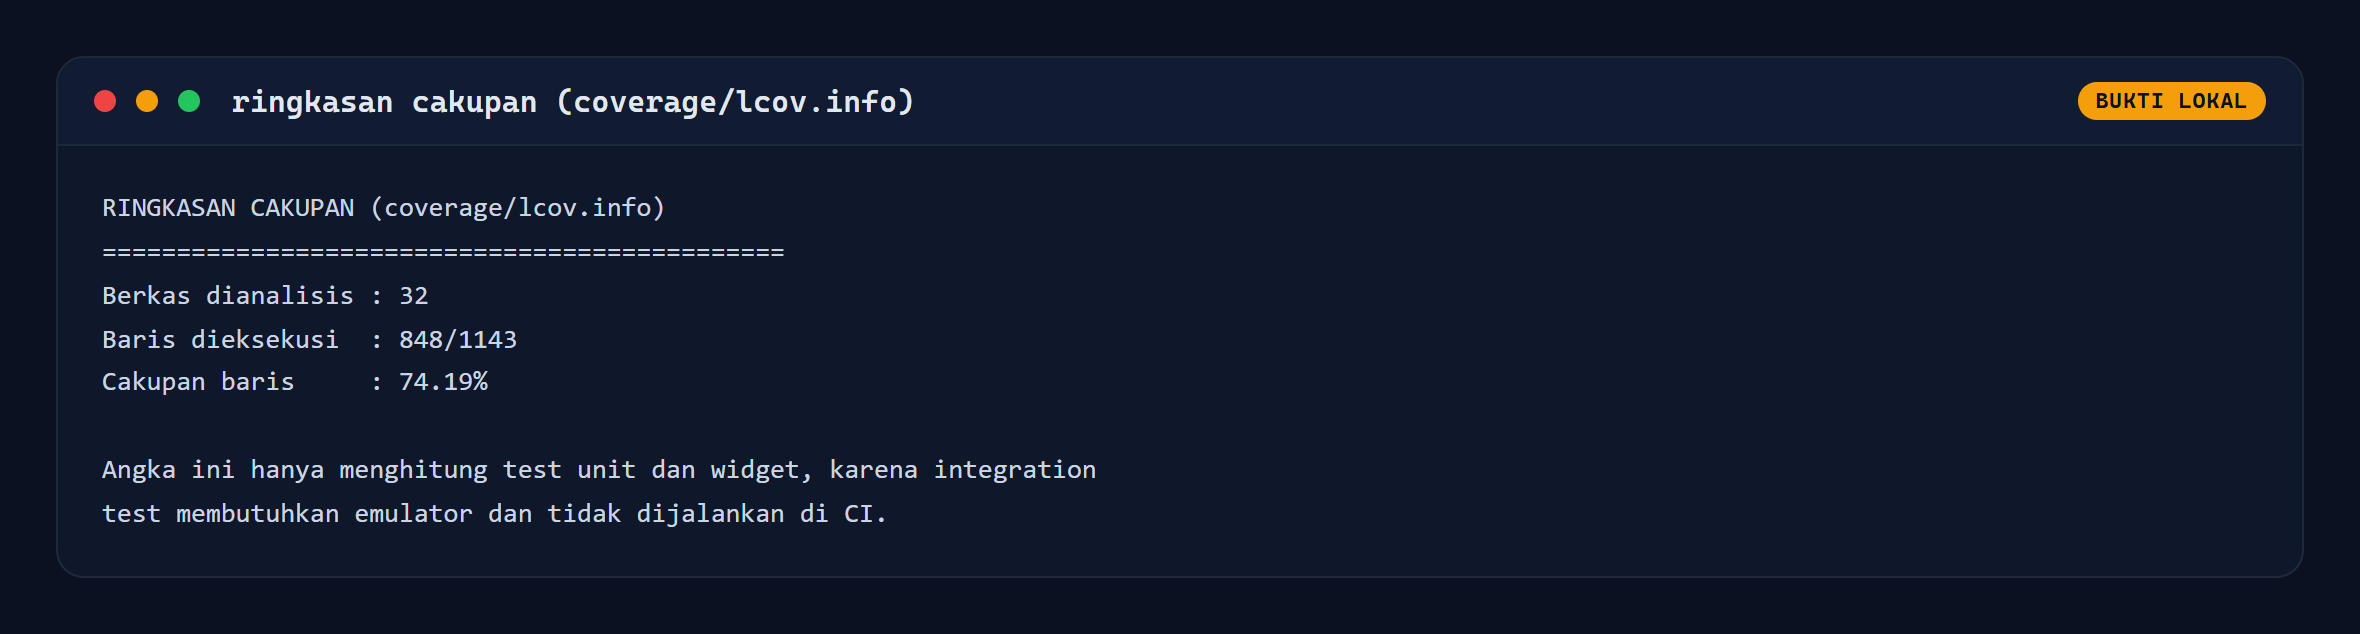 ringkasan cakupan (coverage/lcov.info)
BUKTI LOKAL
RINGKASAN CAKUPAN (coverage/lcov.info)
==============================================
Berkas dianalisis : 32
Baris dieksekusi  : 848/1143
Cakupan baris     : 74.19%
Angka ini hanya menghitung test unit dan widget, karena integration
test membutuhkan emulator dan tidak dijalankan di CI.